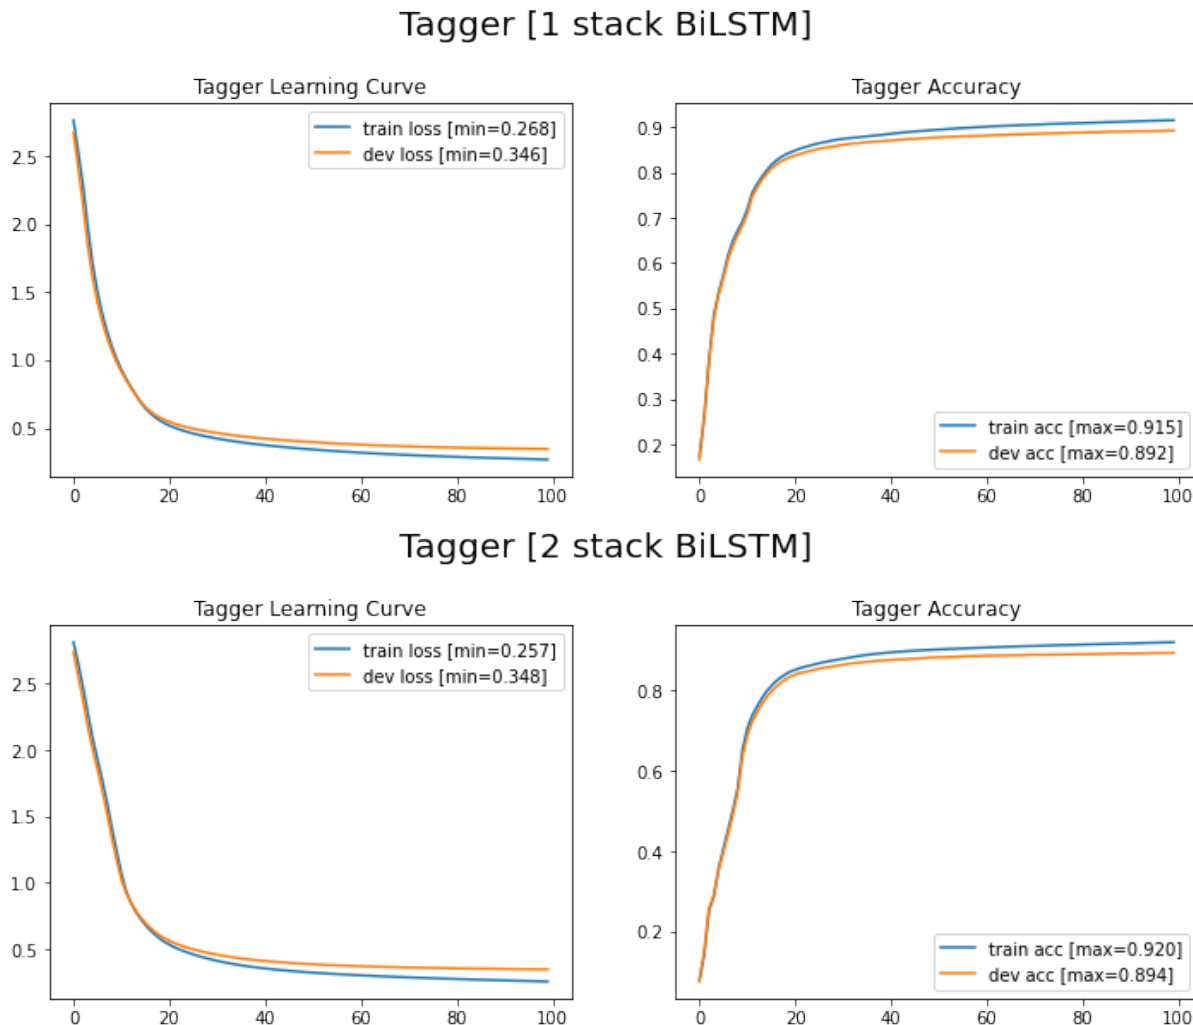 Tagger [1 stack BiLSTM]
Tagger Learning Curve
train loss [min=0.268]
dev loss [min=0.346]
2.5
2.0
1.5
1.0
0.5
0 20 40 60 80 100
Tagger Accuracy
0.9
0.8
0.7
0.6
0.5
0.4
0.3
0.2
train acc [max=0.915]
dev acc [max=0.892]
0 20 40 60 80 100
Tagger [2 stack BiLSTM]
Tagger Learning Curve
train loss [min=0.257]
dev loss [min=0.348]
2.5
2.0
1.5
1.0
0.5
0 20 40 60 80 100
Tagger Accuracy
0.8
0.6
0.4
0.2
train acc [max=0.920]
dev acc [max=0.894]
0 20 40 60 80 100